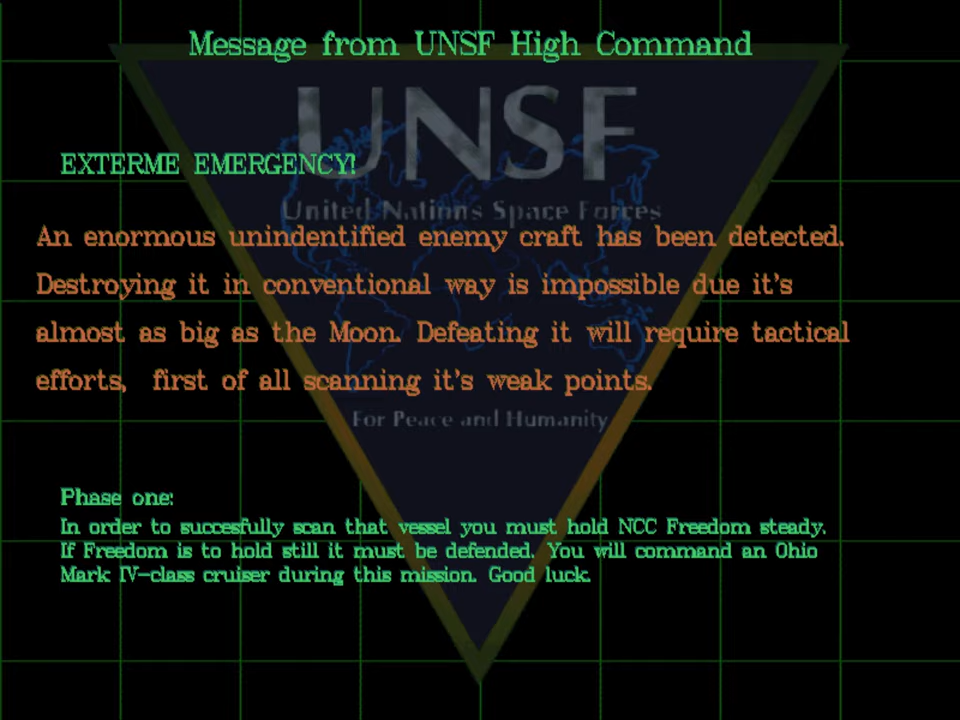 Message from UNSF High Command
UNSF
EXTERME EMERGENCY!
United Nations Space Forces
An enormous unindentified enemy craft has been detected.
Destroying it in conventional way is impossible due it's
almost as big as the Moon. Defeating it will require tactical
efforts, first of all scanning it's weak points.
For Peace and Humanity
Phase one:
In order to succesfully scan that vessel you must hold NCC Freedom steady.
If Freedom is to hold still it must be defended. You will command an Ohio
Mark IV-class cruiser during this mission. Good luck.